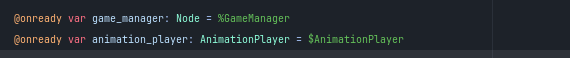 @onready var game_manager: Node = %GameManager
@onready var animation_player: AnimationPlayer = $AnimationPlayer